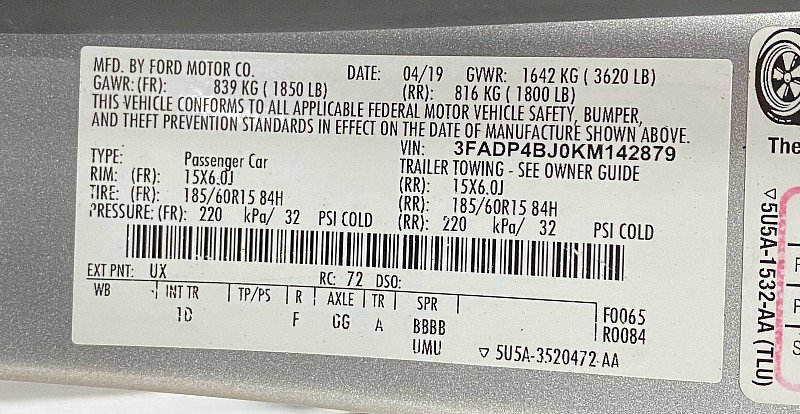 MFD. BY FORD MOTOR CO. DATE: 04/19 GVWR: 1642 KG ( 3620 LB)
GAWR: (FR): 839 KG ( 1850 LB) (RR): 816 KG ( 1800 LB)
THIS VEHICLE CONFORMS TO ALL APPLICABLE FEDERAL MOTOR VEHICLE SAFETY, BUMPER,
AND THEFT PREVENTION STANDARDS IN EFFECT ON THE DATE OF MANUFACTURE SHOWN ABOVE.
VIN: 3FADP4BJ0KM142879
TYPE: Passenger Car TRAILER TOWING - SEE OWNER GUIDE
RIM: (FR): 15X6.0J (RR): 15X6.0J
TIRE: (FR): 185/60R15 84H (RR): 185/60R15 84H
PRESSURE: (FR): 220 kPa/ 32 PSI COLD (RR): 220 kPa/ 32 PSI COLD
EXT PNT: UX RC: 72 DSO:
WB INT TR TP/PS R AXLE TR SPR F0065
1D F GG A BBBB R0084
UMU ▽ 5U5A-3520472-AA
The
▽ 5U5A-1532-AA (TLU)
F
P
S